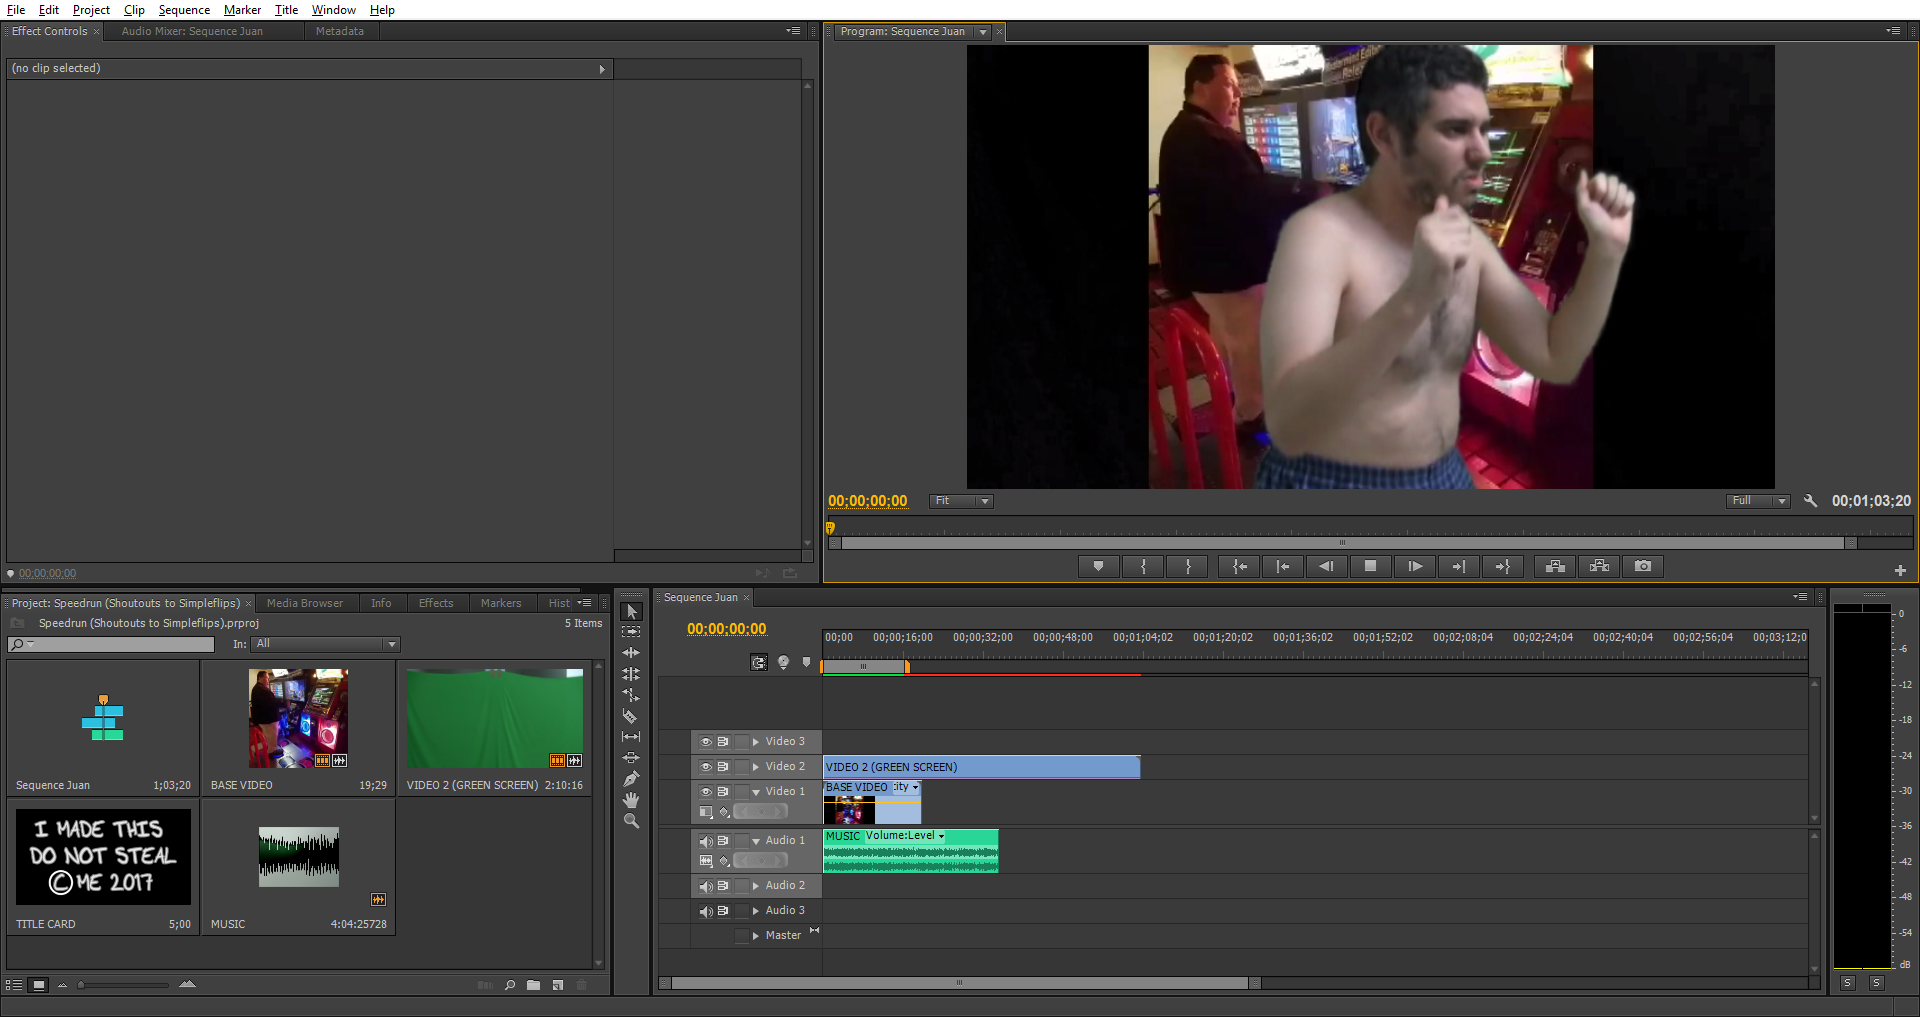 File Edit Project Clip Sequence Marker Title Window Help
Effect Controls × Audio Mixer: Sequence Juan Metadata
(no clip selected)
00;00;00;00
Program: Sequence Juan ×
00;00;00;00 Fit Full 00;01;03;20
Project: Speedrun (Shoutouts to Simpleflips) × Media Browser Info Effects Markers Hist
Speedrun (Shoutouts to Simpleflips).prproj 5 Items
In: All
Sequence Juan 1;03;20
BASE VIDEO 19;29
VIDEO 2 (GREEN SCREEN) 2:10:16
I MADE THIS
DO NOT STEAL
© ME 2017
TITLE CARD 5;00
MUSIC 4:04:25728
Sequence Juan ×
00;00;00;00
00;00 00;00;16;00 00;00;32;00 00;00;48;00 00;01;04;02 00;01;20;02 00;01;36;02 00;01;52;02 00;02;08;04 00;02;24;04 00;02;40;04 00;02;56;04 00;03;12;0
Video 3
Video 2 VIDEO 2 (GREEN SCREEN)
Video 1 BASE VIDEO :ity
Audio 1 MUSIC Volume:Level
Audio 2
Audio 3
Master
0
-6
-12
-18
-24
-30
-36
-42
-48
-54
dB
S S